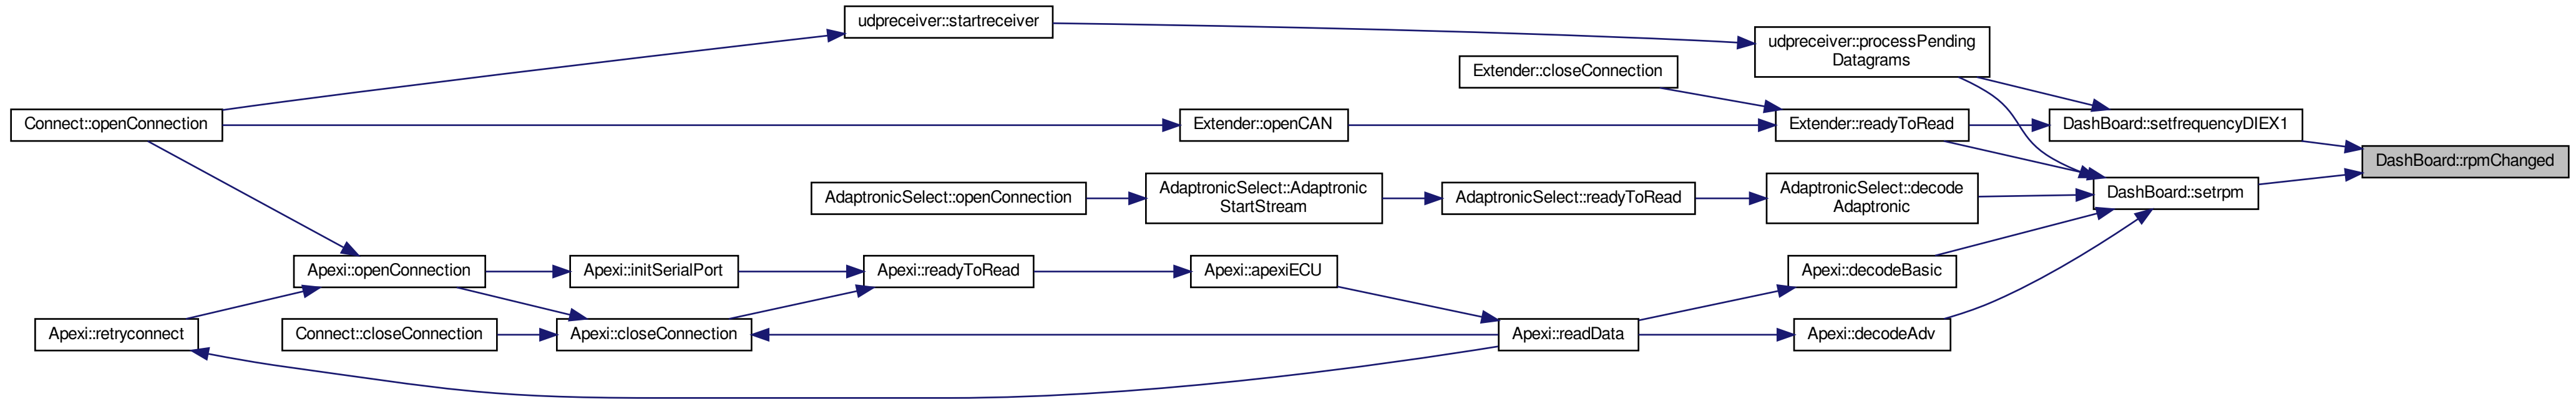 udpreceiver::startreceiver
udpreceiver::processPending
Datagrams
Extender::closeConnection
Connect::openConnection
Extender::openCAN
Extender::readyToRead
DashBoard::setfrequencyDIEX1
DashBoard::rpmChanged
AdaptronicSelect::openConnection
AdaptronicSelect::Adaptronic
StartStream
AdaptronicSelect::readyToRead
AdaptronicSelect::decode
Adaptronic
DashBoard::setrpm
Apexi::openConnection
Apexi::initSerialPort
Apexi::readyToRead
Apexi::apexiECU
Apexi::decodeBasic
Apexi::retryconnect
Connect::closeConnection
Apexi::closeConnection
Apexi::readData
Apexi::decodeAdv